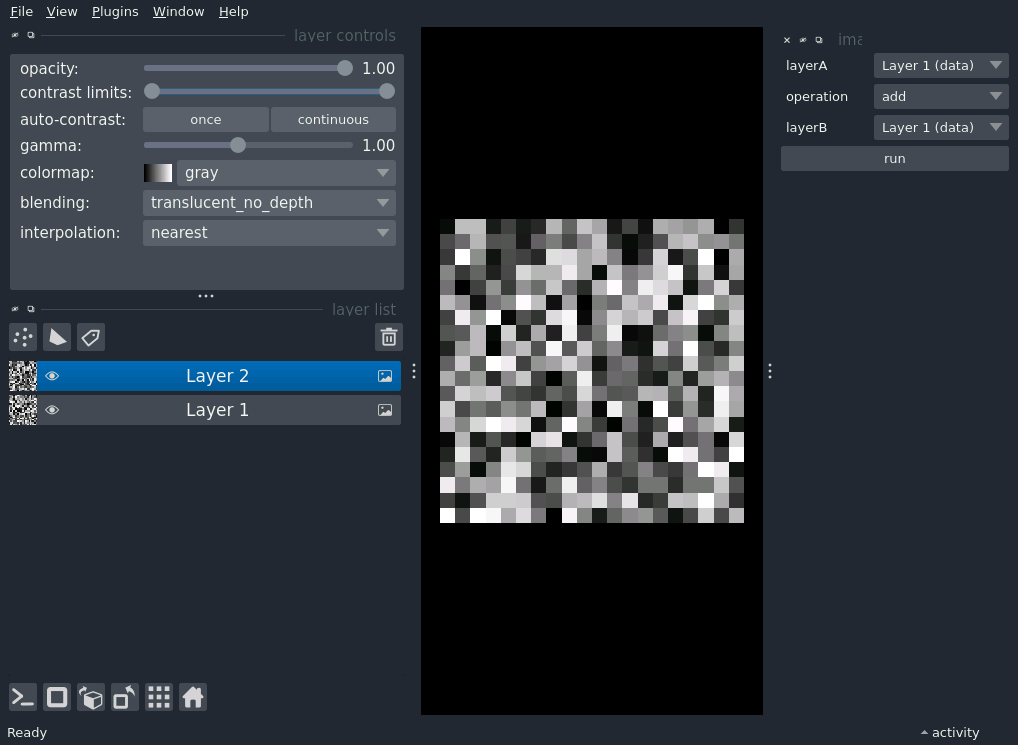 File View Plugins Window Help
layer controls
opacity: 1.00
contrast limits:
auto-contrast: once continuous
gamma: 1.00
colormap: gray
blending: translucent_no_depth
interpolation: nearest
layer list
Layer 2
Layer 1
ima
layerA Layer 1 (data)
operation add
layerB Layer 1 (data)
run
Ready
activity